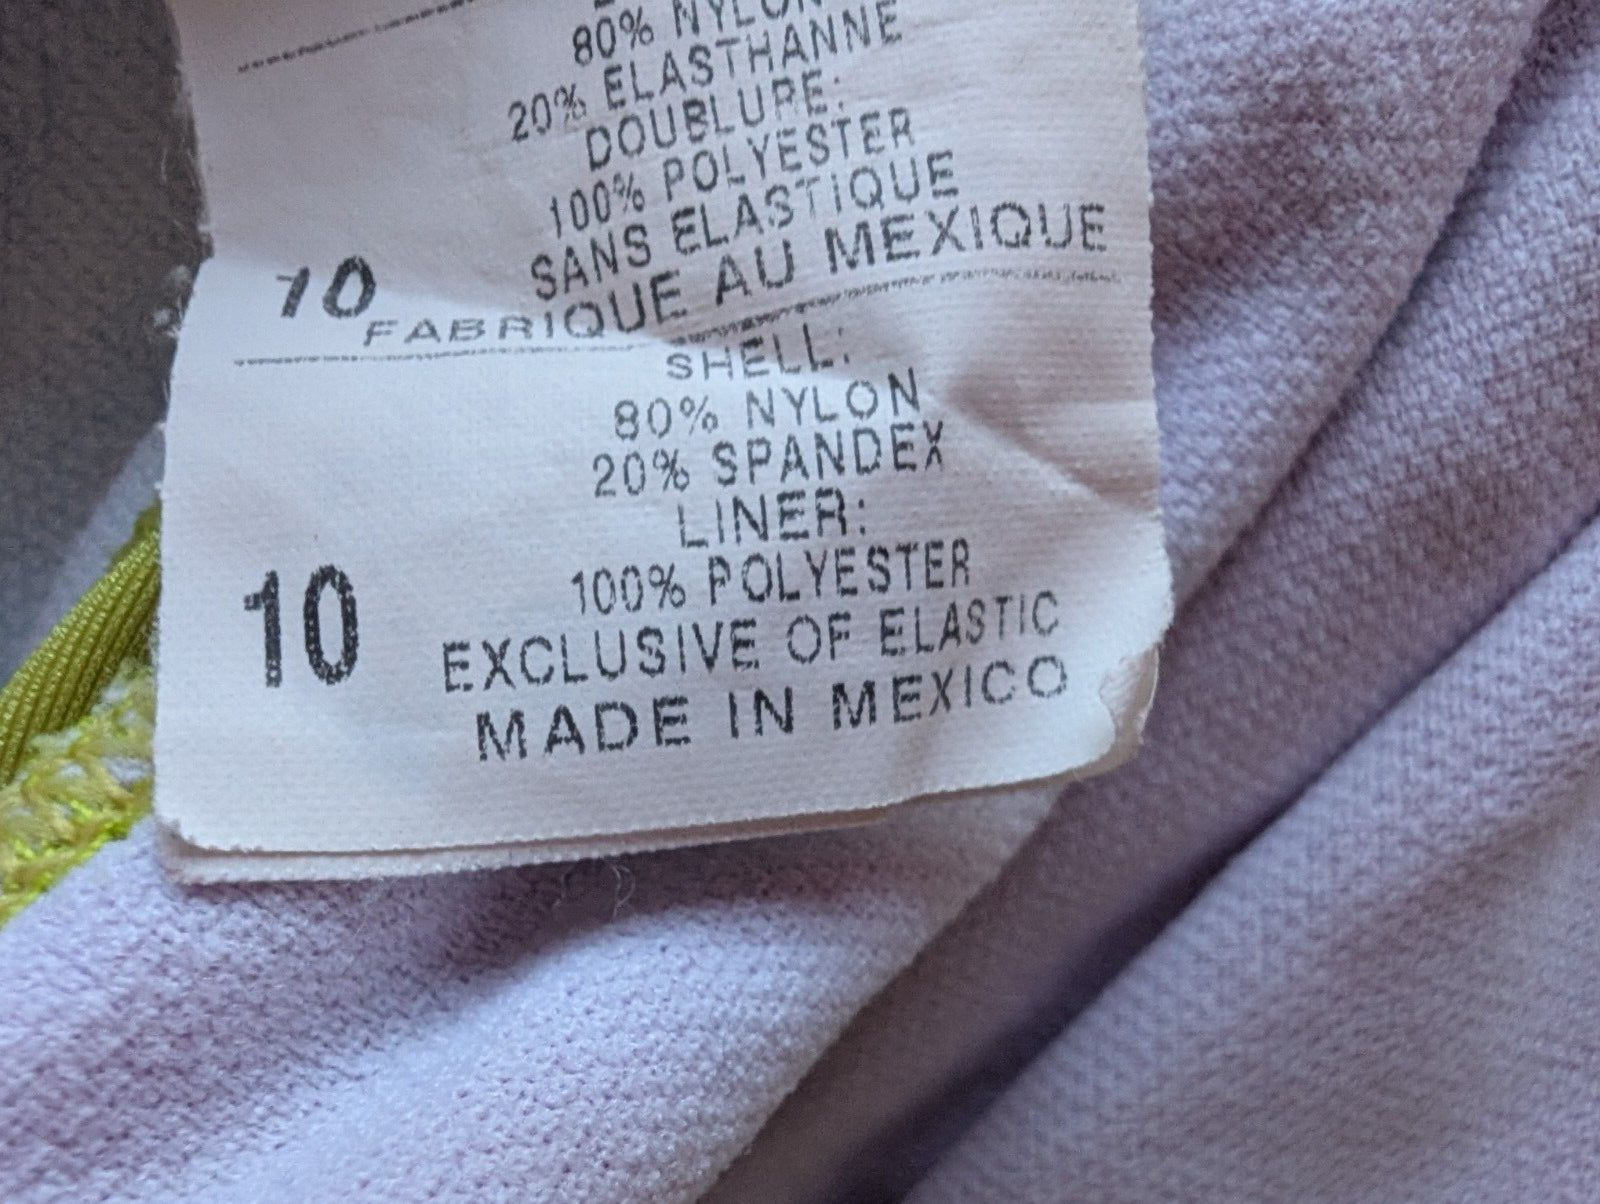 80% NYLON
20% ELASTHANNE
DOUBLURE:
100% POLYESTER
SANS ELASTIQUE
10 FABRIQUE AU MEXIQUE
SHELL:
80% NYLON
20% SPANDEX
LINER:
100% POLYESTER
10 EXCLUSIVE OF ELASTIC
MADE IN MEXICO